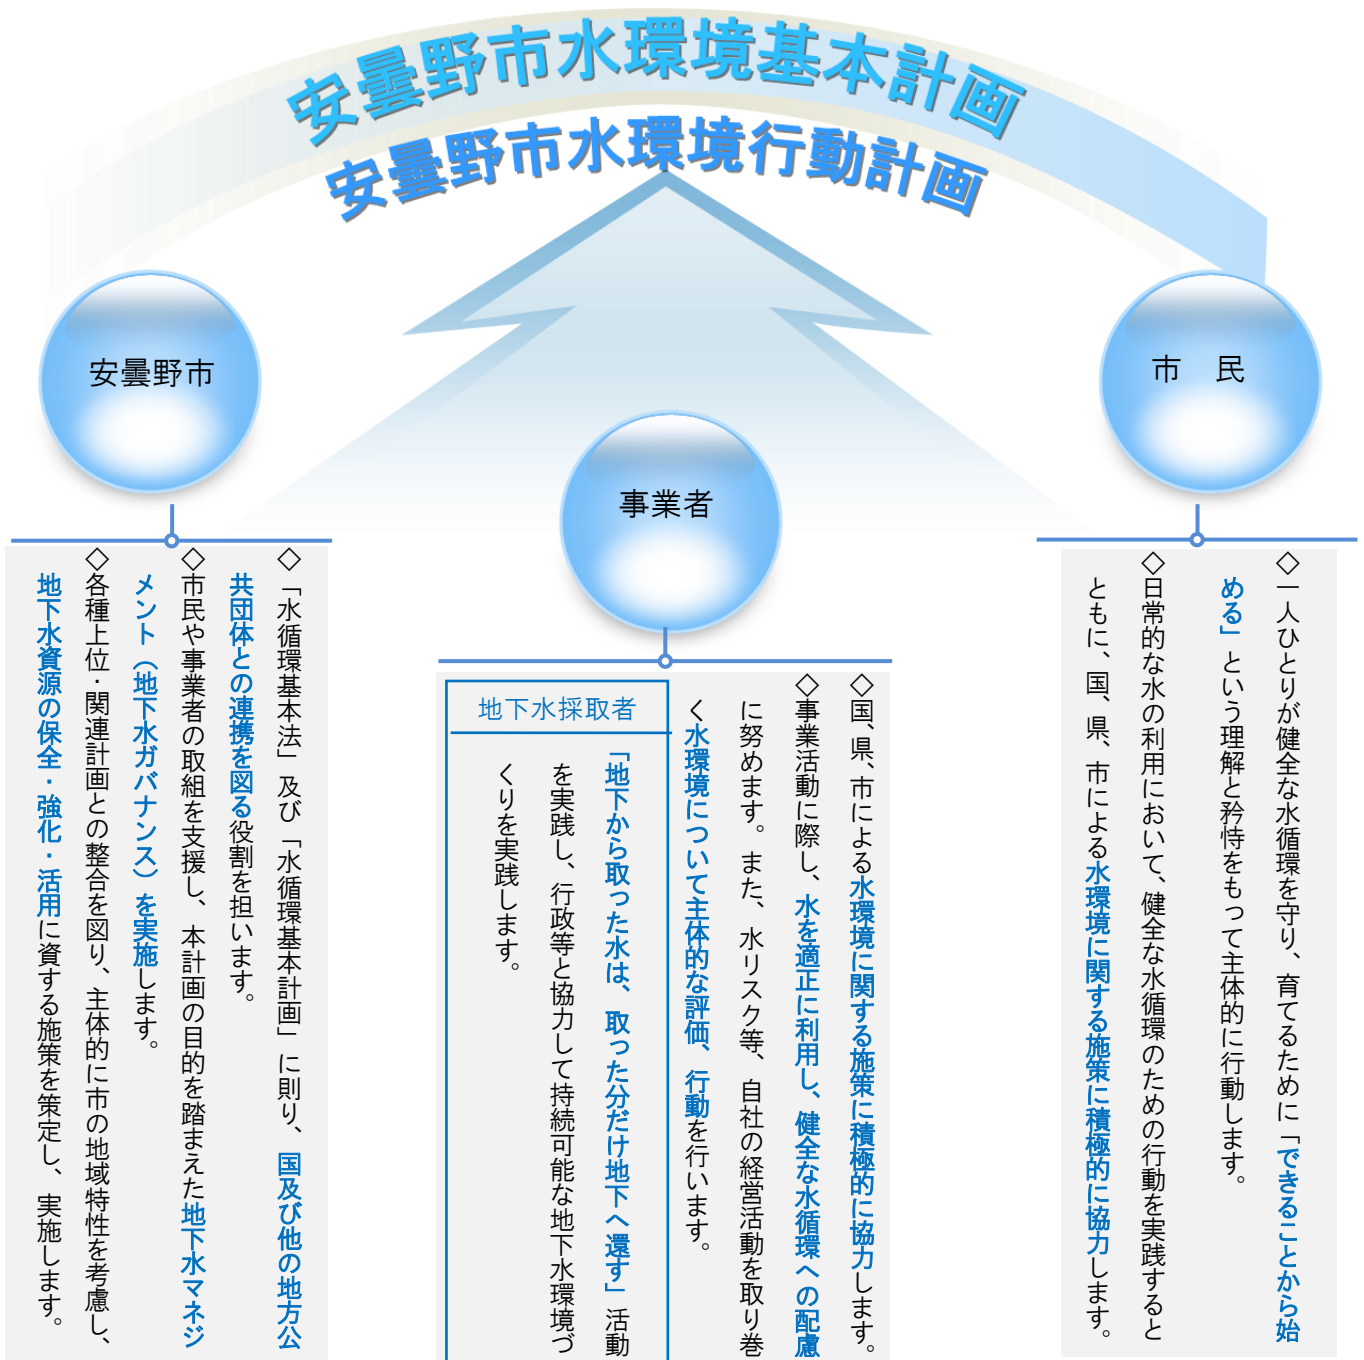 安曇野市水環境基本計画
安曇野市水環境行動計画
安曇野市
◇「水循環基本法」及び「水循環基本計画」に則り、国及び他の地方公
共団体との連携を図る役割を担います。
◇市民や事業者の取組を支援し、本計画の目的を踏まえた地下水マネジ
メント（地下水ガバナンス）を実施します。
◇各種上位・関連計画との整合を図り、主体的に市の地域特性を考慮し、
地下水資源の保全・強化・活用に資する施策を策定し、実施します。
事業者
◇国、県、市による水環境に関する施策に積極的に協力します。
◇事業活動に際し、水を適正に利用し、健全な水循環への配慮
に努めます。また、水リスク等、自社の経営活動を取り巻
く水環境について主体的な評価、行動を行います。
地下水採取者
「地下から取った水は、取った分だけ地下へ還す」活動
を実践し、行政等と協力して持続可能な地下水環境づ
くりを実践します。
市　民
◇一人ひとりが健全な水循環を守り、育てるために「できることから始
める」という理解と矜恃をもって主体的に行動します。
◇日常的な水の利用において、健全な水循環のための行動を実践すると
ともに、国、県、市による水環境に関する施策に積極的に協力します。